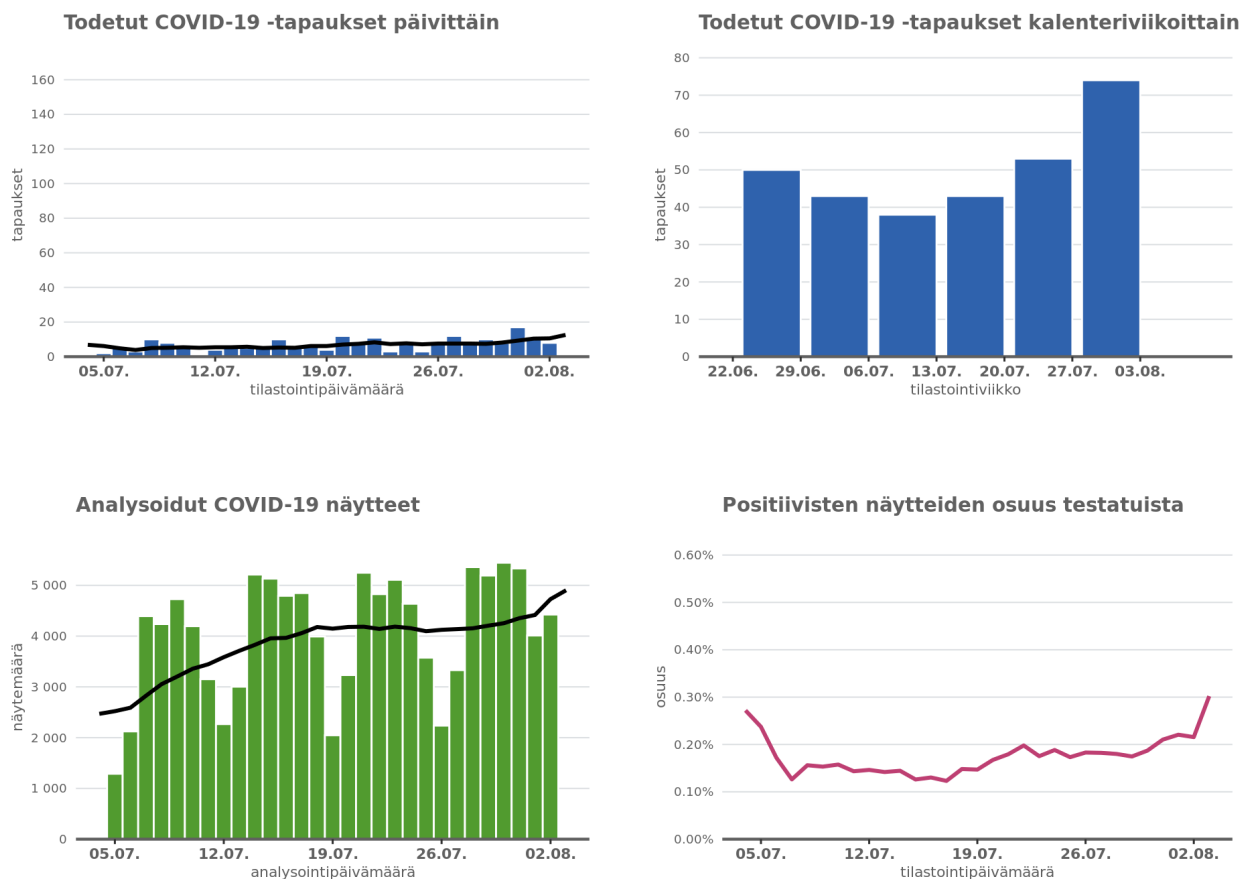 Todetut COVID-19 -tapaukset päivittäin
160
140
120
100
80
60
40
20
0
tapaukset
05.07. 12.07. 19.07. 26.07. 02.08.
tilastointipäivämäärä
Todetut COVID-19 -tapaukset kalenteriviikoittain
80
70
60
50
40
30
20
10
0
tapaukset
22.06. 29.06. 06.07. 13.07. 20.07. 27.07. 03.08.
tilastointiviikko
Analysoidut COVID-19 näytteet
5 000
4 000
3 000
2 000
1 000
0
näytemäärä
05.07. 12.07. 19.07. 26.07. 02.08.
analysointipäivämäärä
Positiivisten näytteiden osuus testatuista
0.60%
0.50%
0.40%
0.30%
0.20%
0.10%
0.00%
osuus
05.07. 12.07. 19.07. 26.07. 02.08.
tilastointipäivämäärä